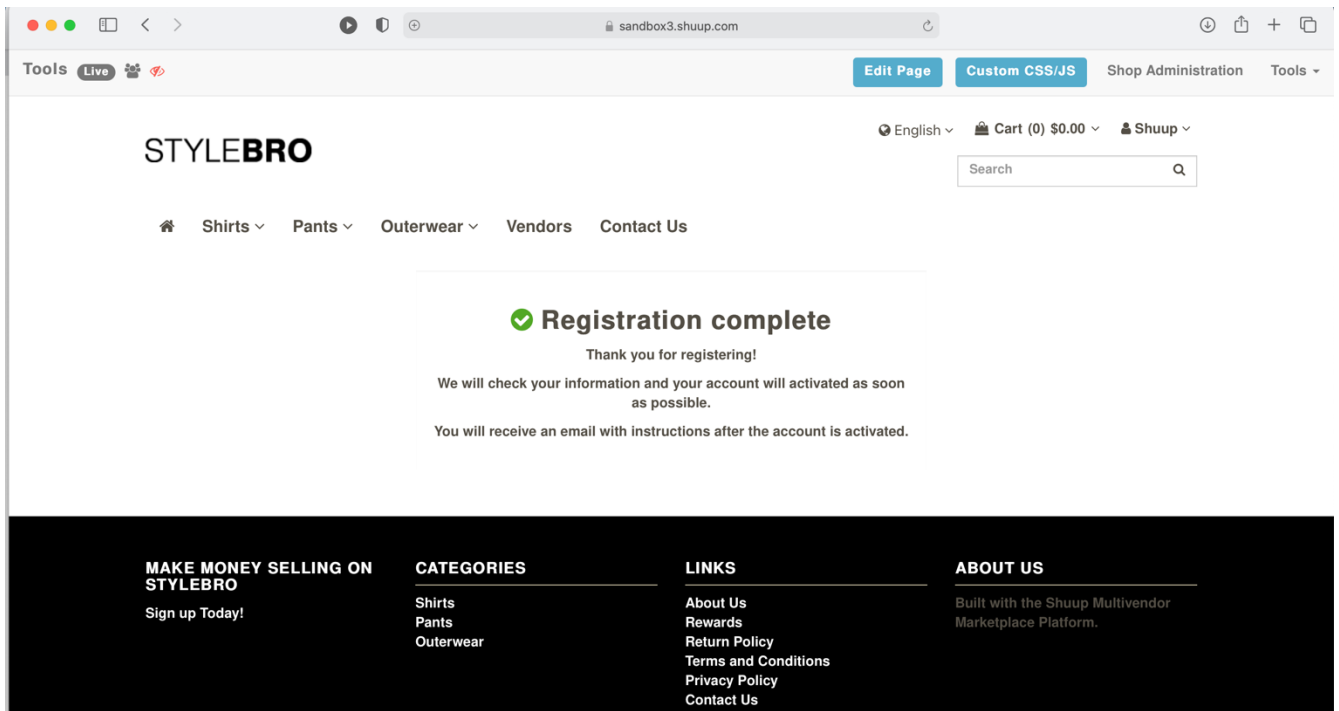 sandbox3.shuup.com
Tools Live Edit Page Custom CSS/JS Shop Administration Tools
English Cart (0) $0.00 Shuup
STYLEBRO
Search
Shirts Pants Outerwear Vendors Contact Us
Registration complete
Thank you for registering!
We will check your information and your account will activated as soon
as possible.
You will receive an email with instructions after the account is activated.
MAKE MONEY SELLING ON
STYLEBRO
Sign up Today!
CATEGORIES
Shirts
Pants
Outerwear
LINKS
About Us
Rewards
Return Policy
Terms and Conditions
Privacy Policy
Contact Us
ABOUT US
Built with the Shuup Multivendor
Marketplace Platform.